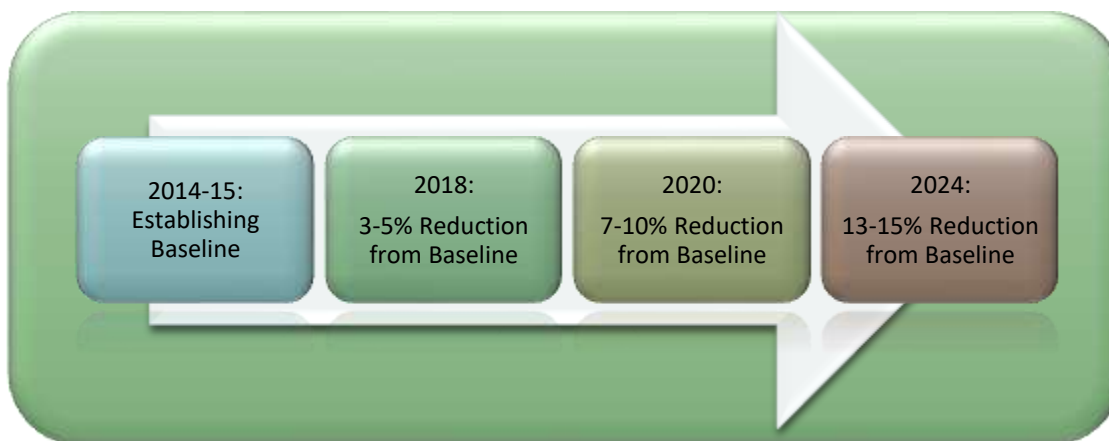 2014-15:
Establishing
Baseline
2018:
3-5% Reduction
from Baseline
2020:
7-10% Reduction
from Baseline
2024:
13-15% Reduction
from Baseline